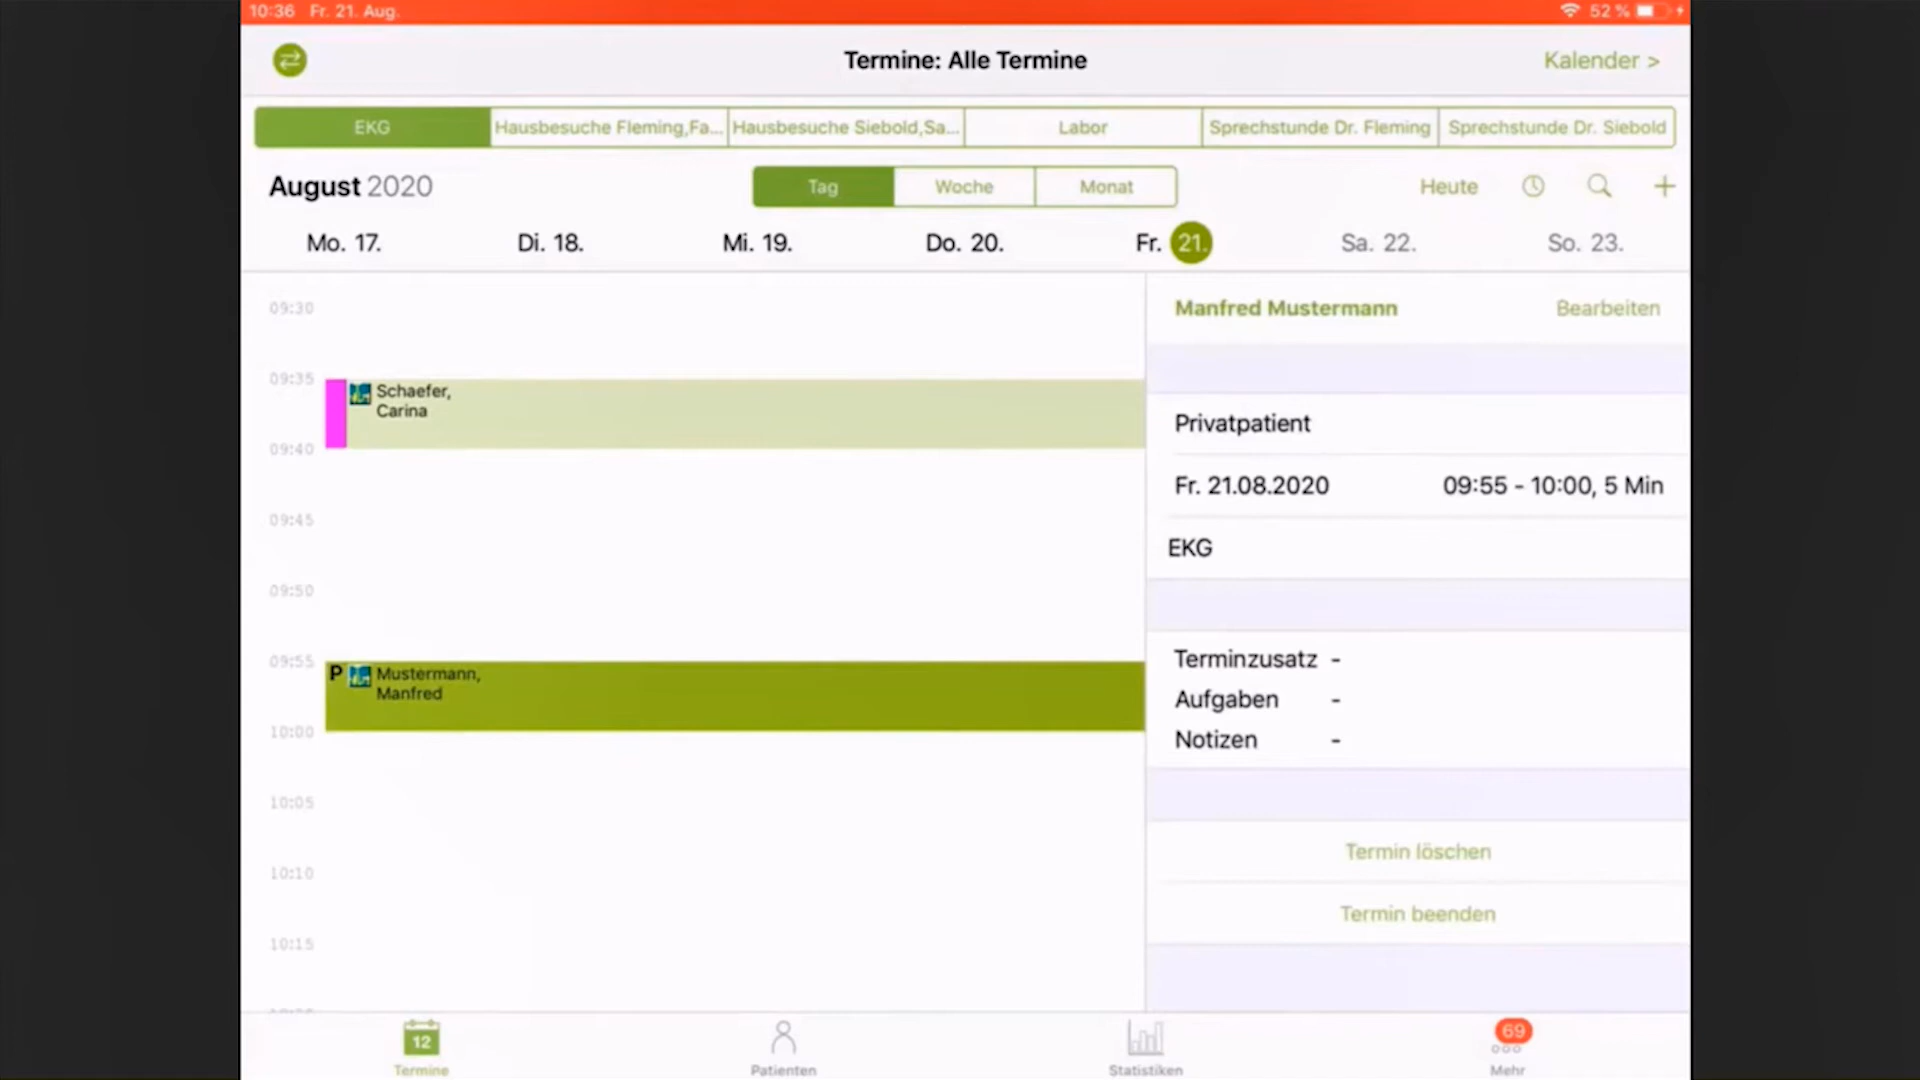 10:36 Fr. 21. Aug.
52 %
Termine: Alle Termine
Kalender >
EKG
Hausbesuche Fleming,Fa...
Hausbesuche Siebold,Sa...
Labor
Sprechstunde Dr. Fleming
Sprechstunde Dr. Siebold
August 2020
Tag
Woche
Monat
Heute
Mo. 17.
Di. 18.
Mi. 19.
Do. 20.
Fr. 21.
Sa. 22.
So. 23.
09:30
09:35
Schaefer,
Carina
09:40
09:45
09:50
09:55
P Mustermann,
Manfred
10:00
10:05
10:10
10:15
Manfred Mustermann
Bearbeiten
Privatpatient
Fr. 21.08.2020
09:55 - 10:00, 5 Min
EKG
Terminzusatz -
Aufgaben -
Notizen -
Termin löschen
Termin beenden
12
Termine
Patienten
Statistiken
69
Mehr